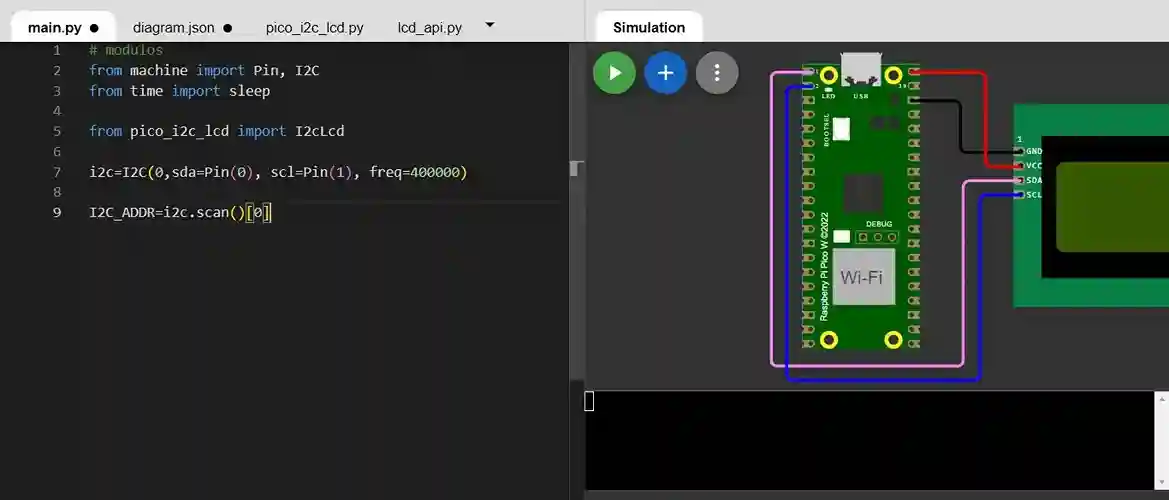 main.py
diagram.json
pico_i2c_lcd.py
lcd_api.py
Simulation
1 # modulos
2 from machine import Pin, I2C
3 from time import sleep
4
5 from pico_i2c_lcd import I2cLcd
6
7 i2c=I2C(0,sda=Pin(0), scl=Pin(1), freq=400000)
8
9 I2C_ADDR=i2c.scan()[0]
LED
USB
BOOTSEL
DEBUG
Raspberry Pi Pico W ©2022
Wi-Fi
1
GND
VCC
SDA
SCL